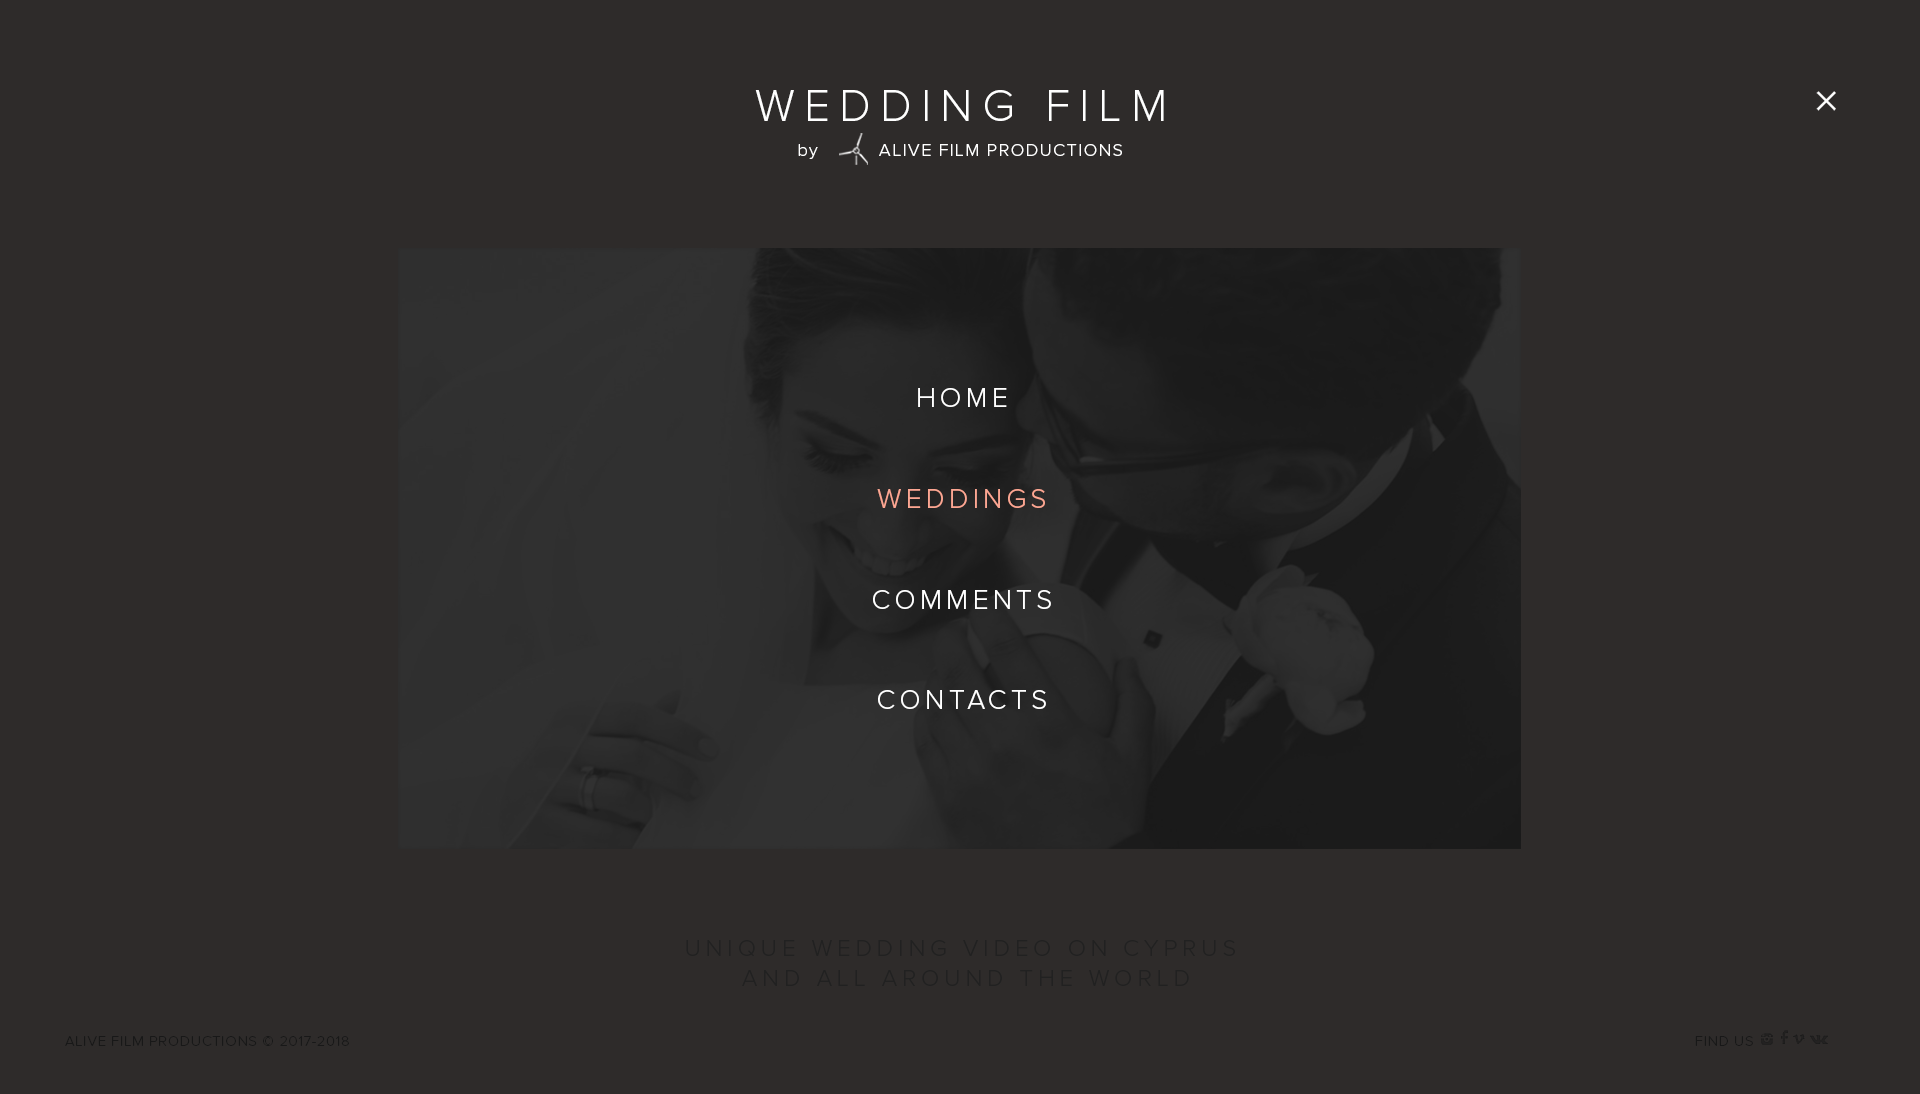 WEDDING FILM
by ALIVE FILM PRODUCTIONS
HOME
WEDDINGS
COMMENTS
CONTACTS
UNIQUE WEDDING VIDEO ON CYPRUS
AND ALL AROUND THE WORLD
ALIVE FILM PRODUCTIONS © 2017-2018
FIND US